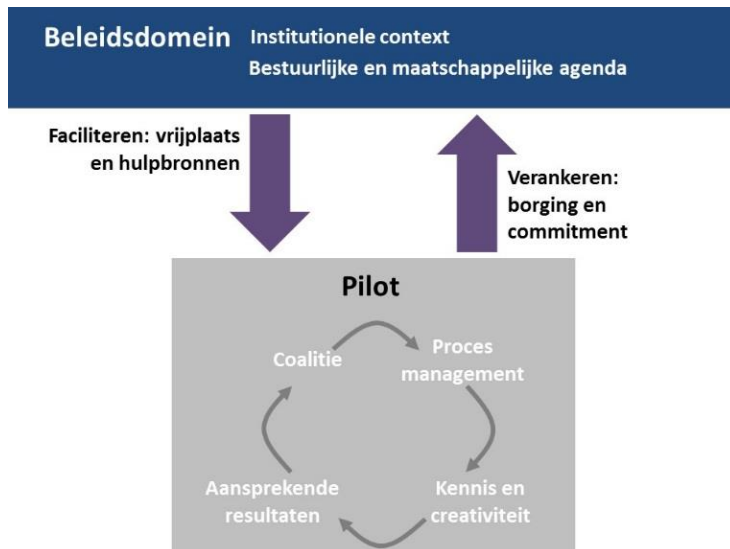 Beleidsdomein
Institutionele context
Bestuurlijke en maatschappelijke agenda
Faciliteren: vrijplaats
en hulpbronnen
Verankeren:
borging en
commitment
Pilot
Coalitie
Proces
management
Aansprekende
resultaten
Kennis en
creativiteit